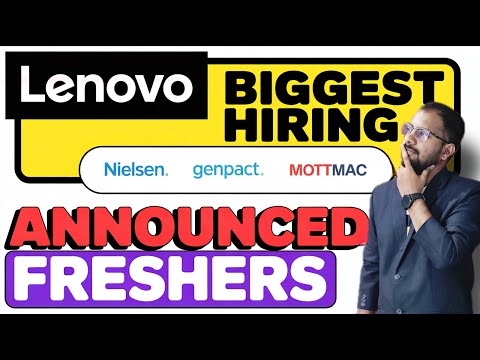 Lenovo
BIGGEST
HIRING
Nielsen. genpact. MOTTMAC
ANNOUNCED
FRESHERS